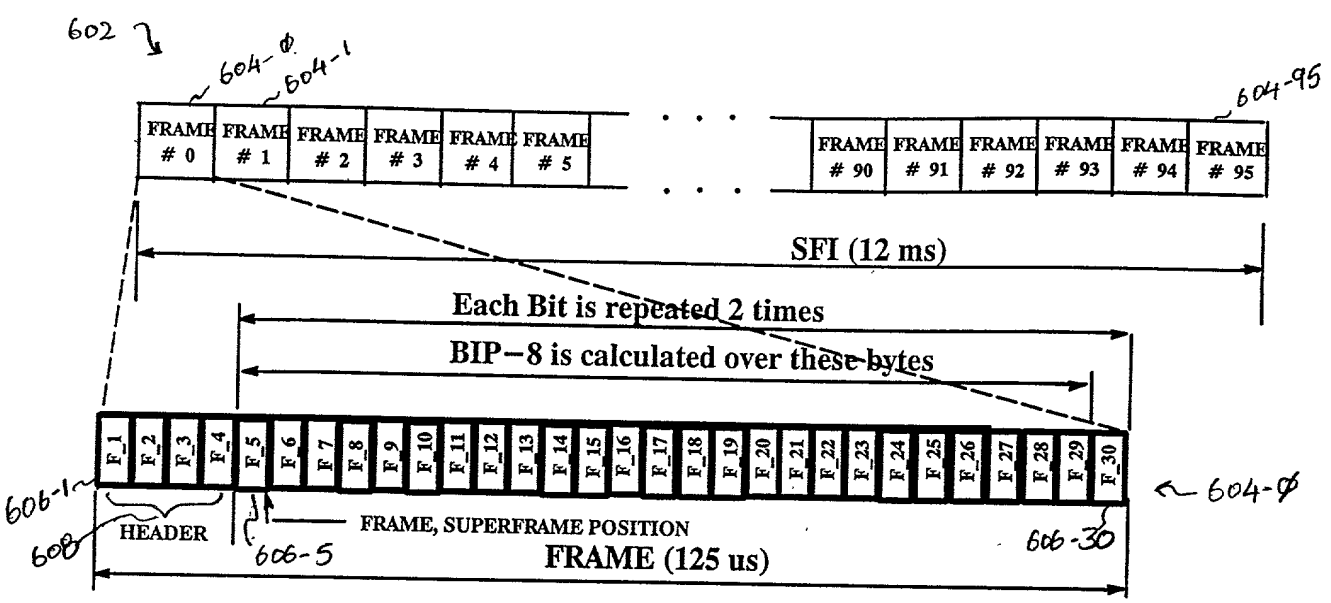 602
604-0
604-1
604-95
FRAME # 0
FRAME # 1
FRAME # 2
FRAME # 3
FRAME # 4
FRAME # 5
. . .
. . .
FRAME # 90
FRAME # 91
FRAME # 92
FRAME # 93
FRAME # 94
FRAME # 95
SFI (12 ms)
Each Bit is repeated 2 times
BIP-8 is calculated over these bytes
F_1
F_2
F_3
F_4
F_5
F_6
F_7
F_8
F_9
F_10
F_11
F_12
F_13
F_14
F_15
F_16
F_17
F_18
F_19
F_20
F_21
F_22
F_23
F_24
F_25
F_26
F_27
F_28
F_29
F_30
606-1
604-0
608
HEADER
606-5
FRAME, SUPERFRAME POSITION
606-30
FRAME (125 us)